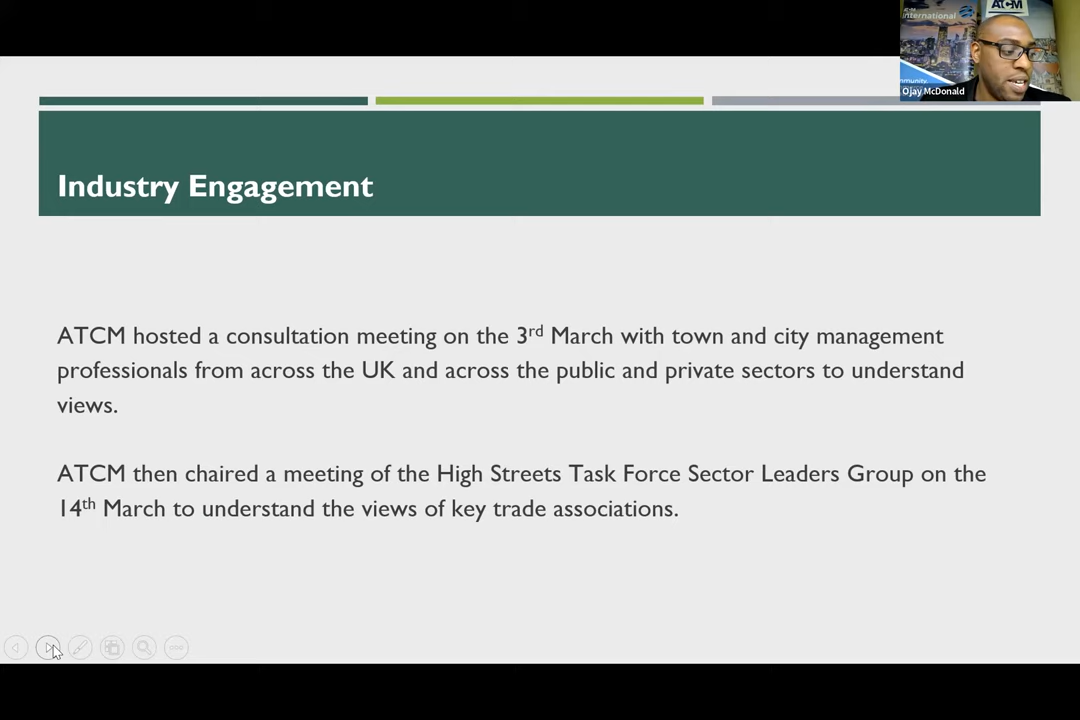 ATCM
international
mmunity.
Ojay McDonald
Industry Engagement
ATCM hosted a consultation meeting on the 3rd March with town and city management
professionals from across the UK and across the public and private sectors to understand
views.
ATCM then chaired a meeting of the High Streets Task Force Sector Leaders Group on the
14th March to understand the views of key trade associations.